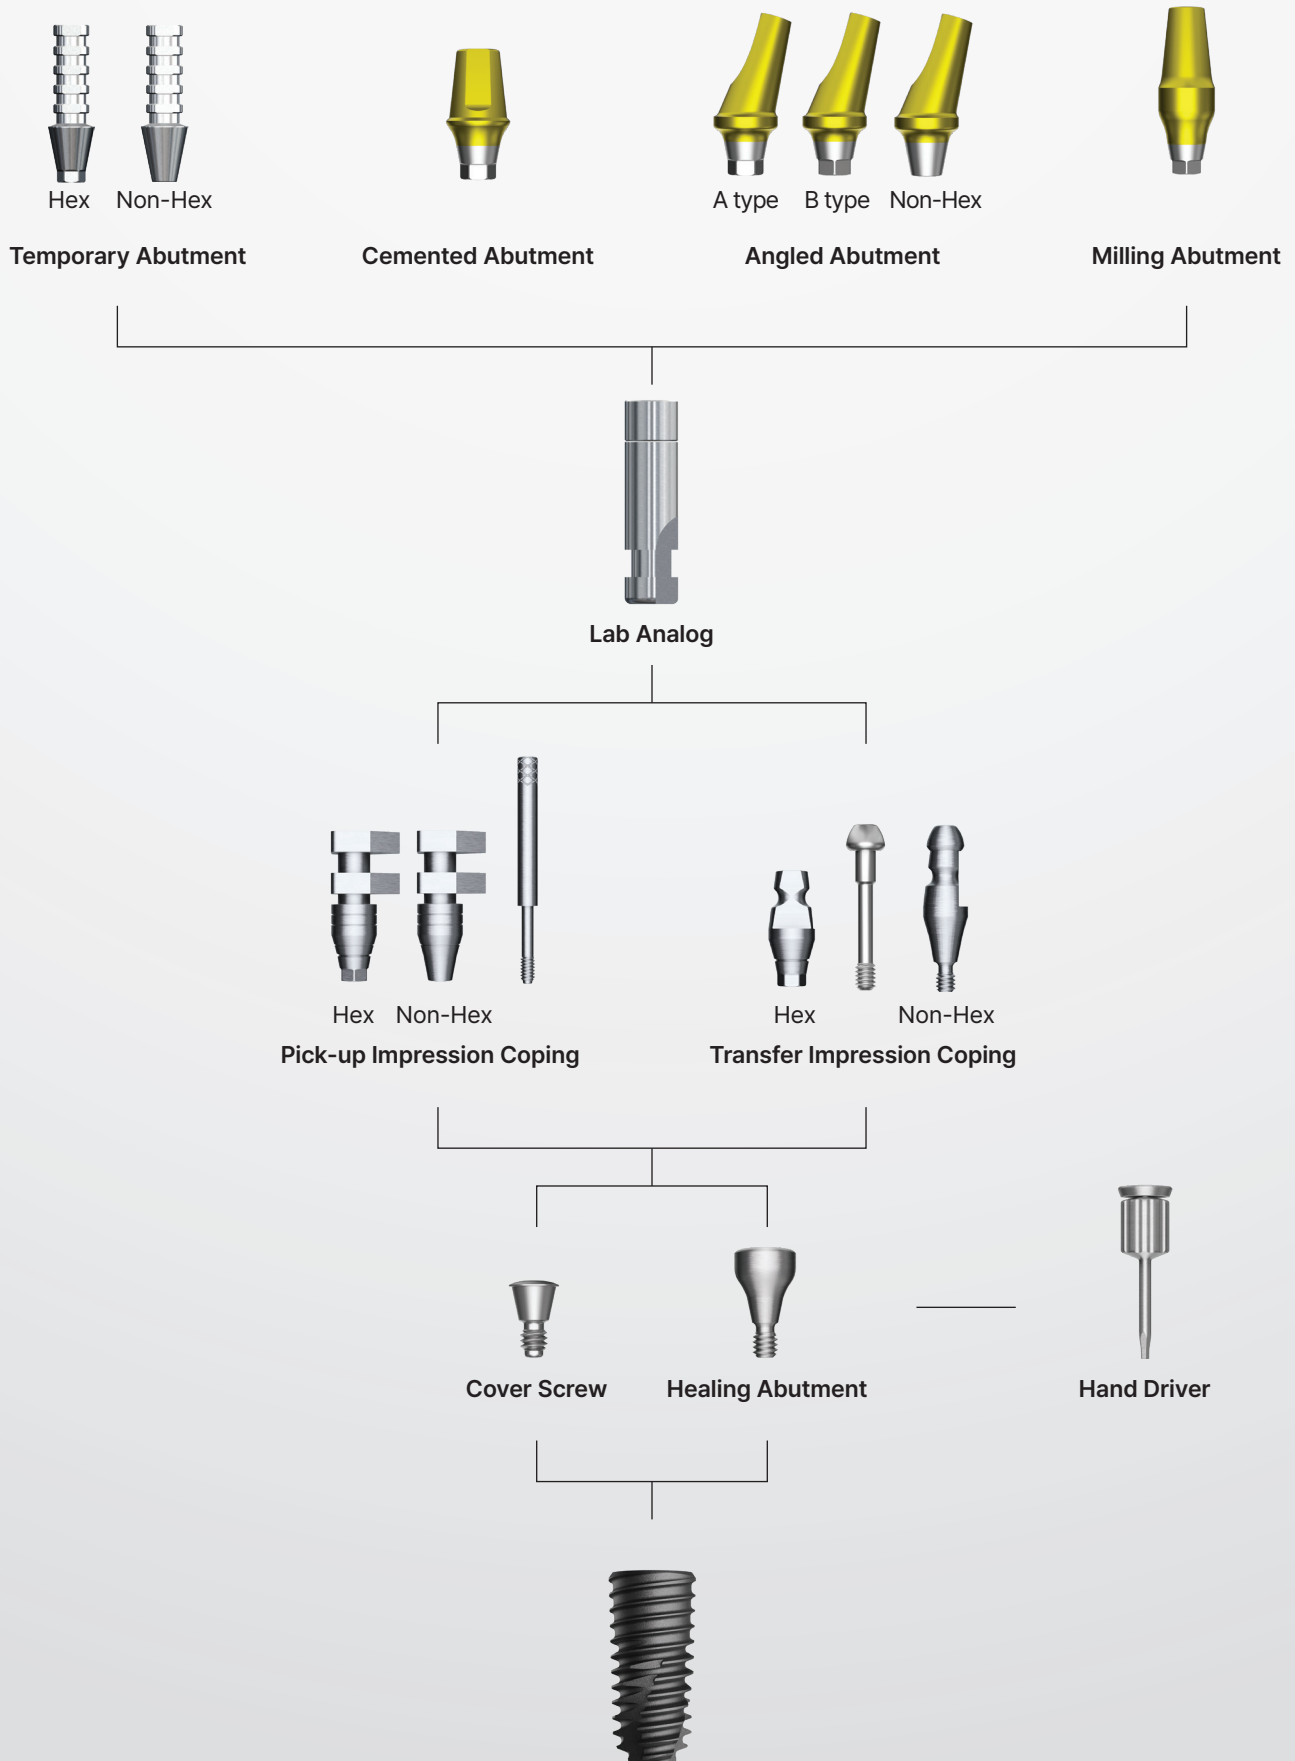 Hex Non-Hex
A type B type Non-Hex
Temporary Abutment
Cemented Abutment
Angled Abutment
Milling Abutment
Lab Analog
Hex Non-Hex
Pick-up Impression Coping
Hex Non-Hex
Transfer Impression Coping
Cover Screw
Healing Abutment
Hand Driver